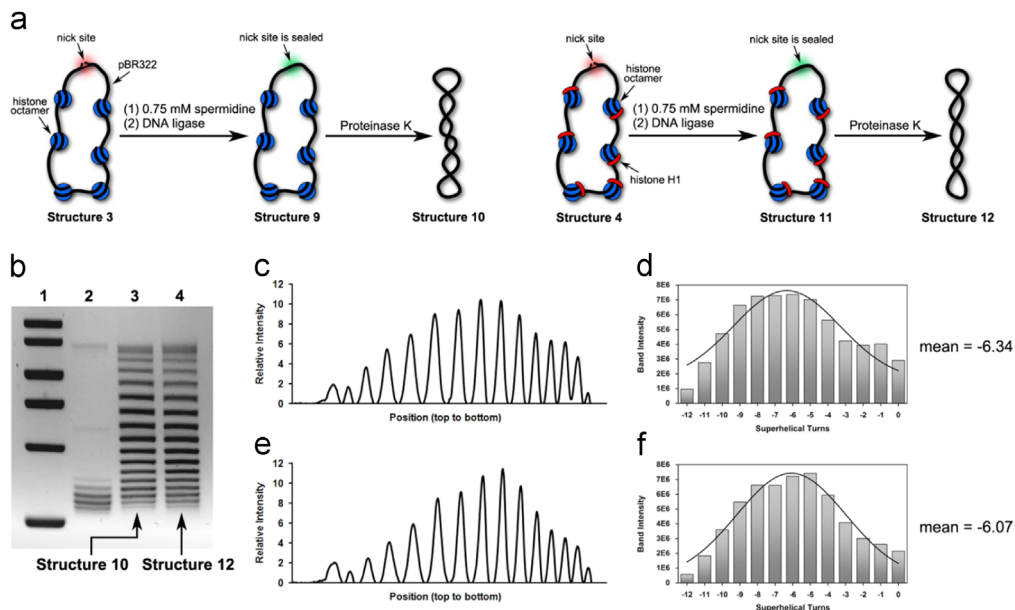 a
nick site
pBR322
histone
octamer
Structure 3
(1) 0.75 mM spermidine
(2) DNA ligase
nick site is sealed
Structure 9
Proteinase K
Structure 10
nick site
histone
octamer
histone H1
Structure 4
(1) 0.75 mM spermidine
(2) DNA ligase
nick site is sealed
Structure 11
Proteinase K
Structure 12
b
1 2 3 4
Structure 10 Structure 12
c
Relative Intensity
12
10
8
6
4
2
0
Position (top to bottom)
d
Band Intensity
8E6
7E6
6E6
5E6
4E6
3E6
2E6
1E6
0
-12 -11 -10 -9 -8 -7 -6 -5 -4 -3 -2 -1 0
Superhelical Turns
mean = -6.34
e
Relative Intensity
12
10
8
6
4
2
0
Position (top to bottom)
f
Band Intensity
8E6
7E6
6E6
5E6
4E6
3E6
2E6
1E6
0
-12 -11 -10 -9 -8 -7 -6 -5 -4 -3 -2 -1 0
Superhelical Turns
mean = -6.07